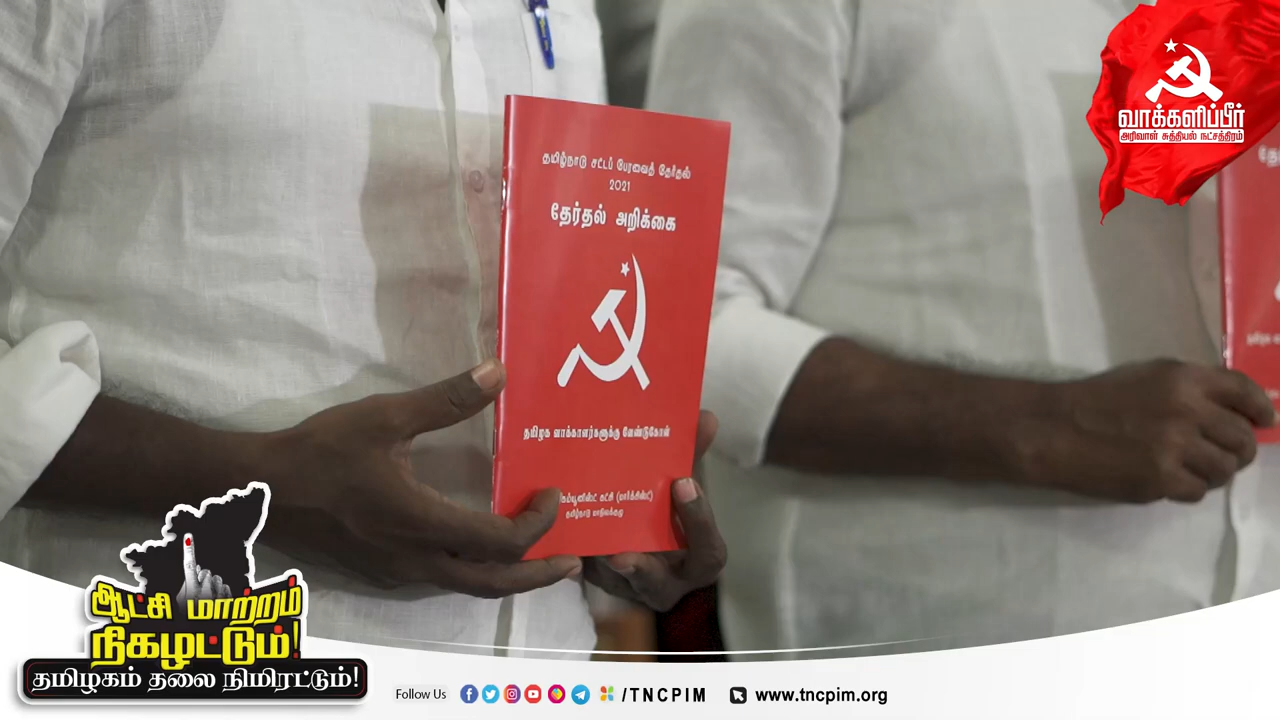 வாக்களிப்பீர்
அரிவாள் சுத்தியல் நட்சத்திரம்
தமிழ்நாடு சட்டப் பேரவைத் தேர்தல்
2021
தேர்தல் அறிக்கை
தமிழக வாக்காளர்களுக்கு வேண்டுகோள்
கட்சி (மார்க்சிஸ்ட்)
தமிழ்நாடு மாநிலக்குழு
ஆட்சி மாற்றம்
நிகழட்டும்!
தமிழகம் தலை நிமிரட்டும்!
Follow Us /TNCPIM www.tncpim.org